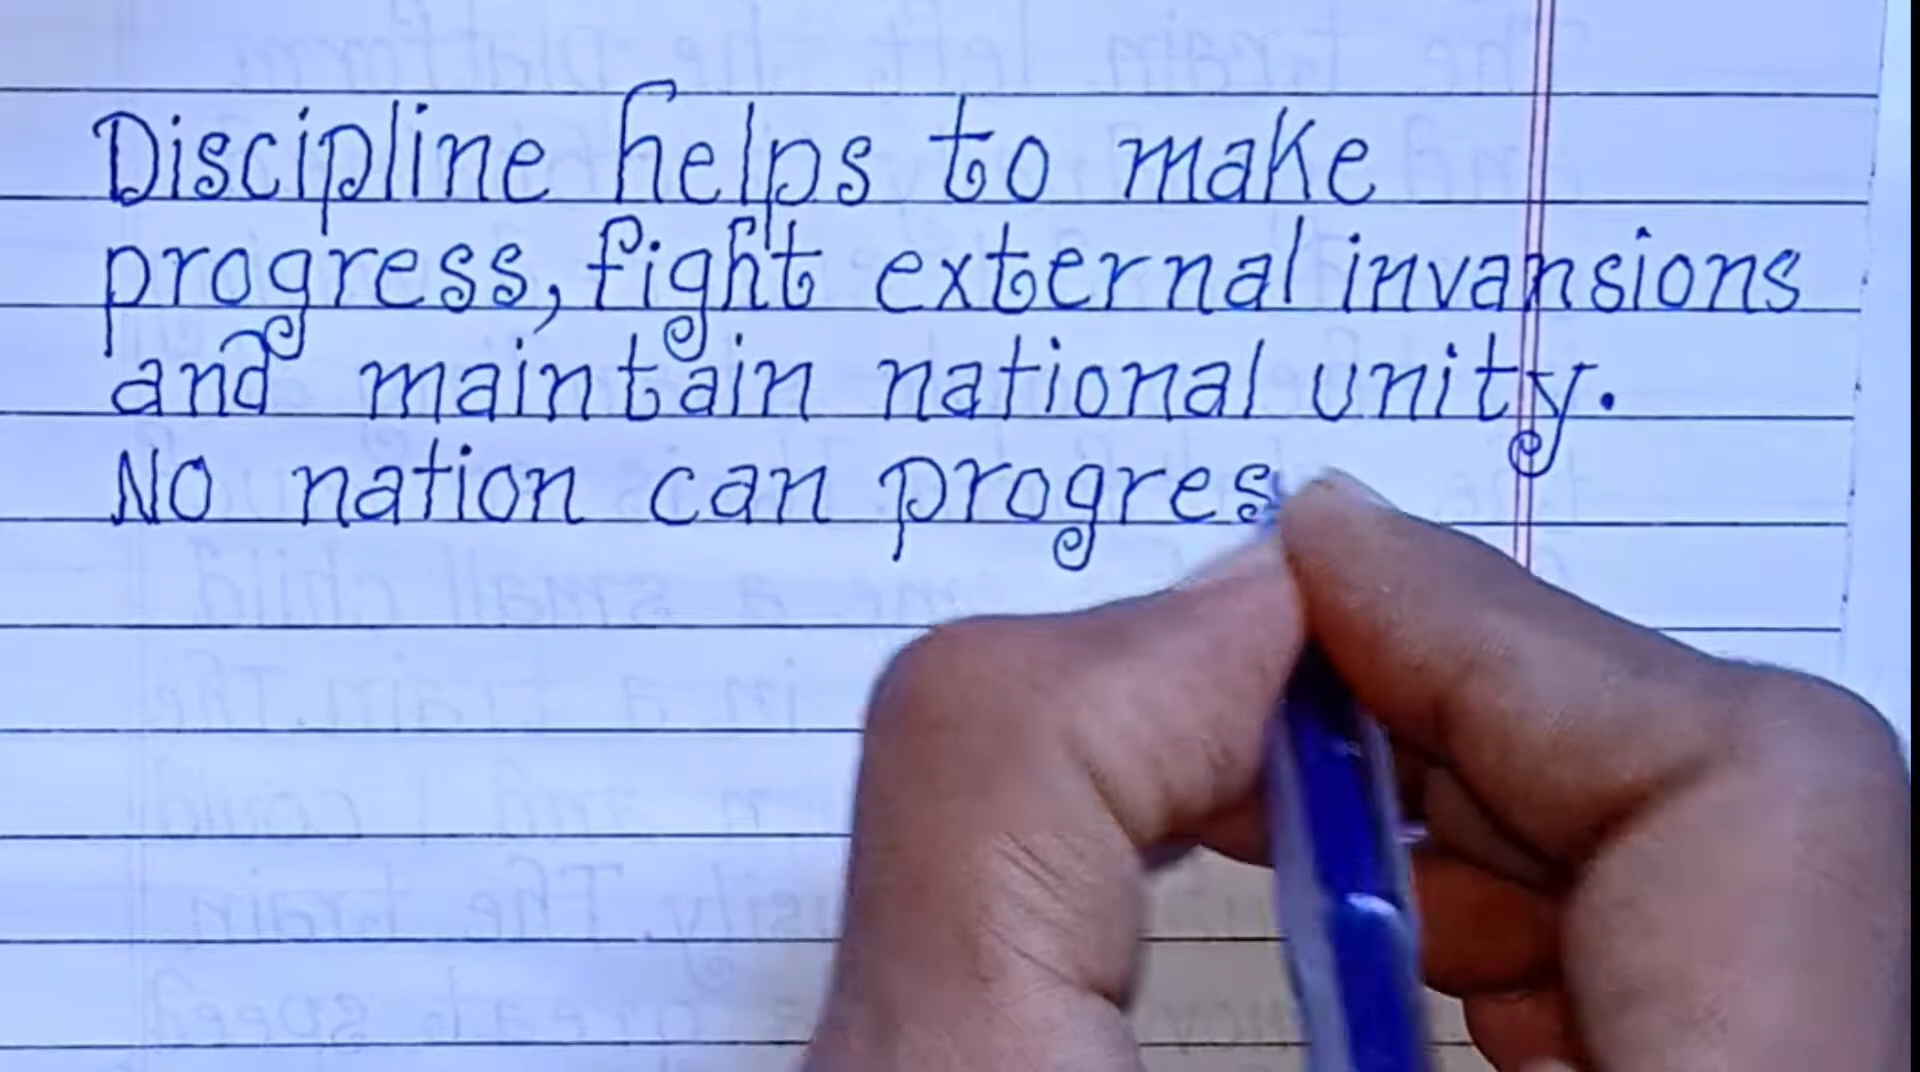 Discipline helps to make
progress, fight external invansions
and maintain national unity.
No nation can progres